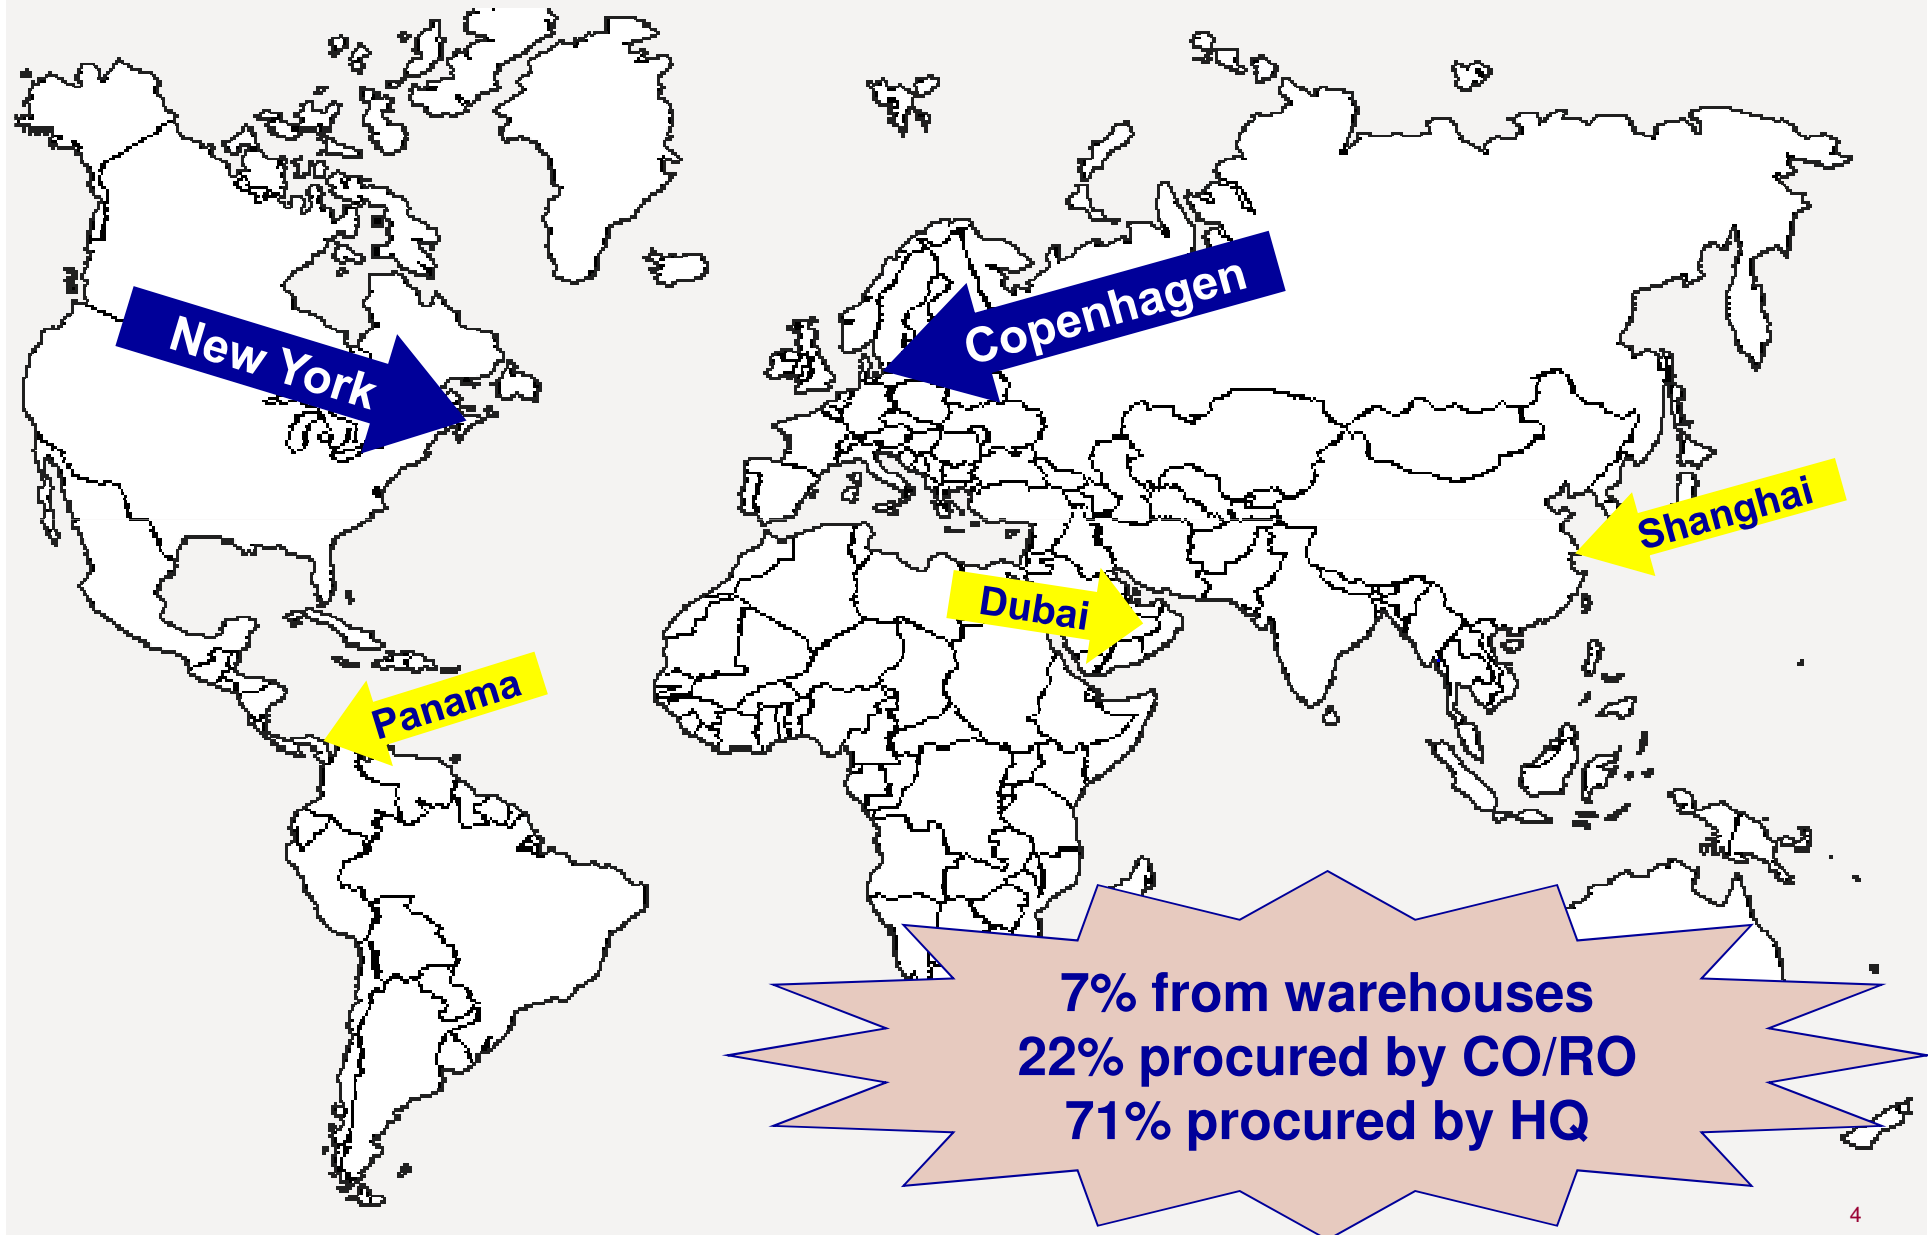 New York
Copenhagen
Shanghai
Dubai
Panama
7% from warehouses
22% procured by CO/RO
71% procured by HQ
4